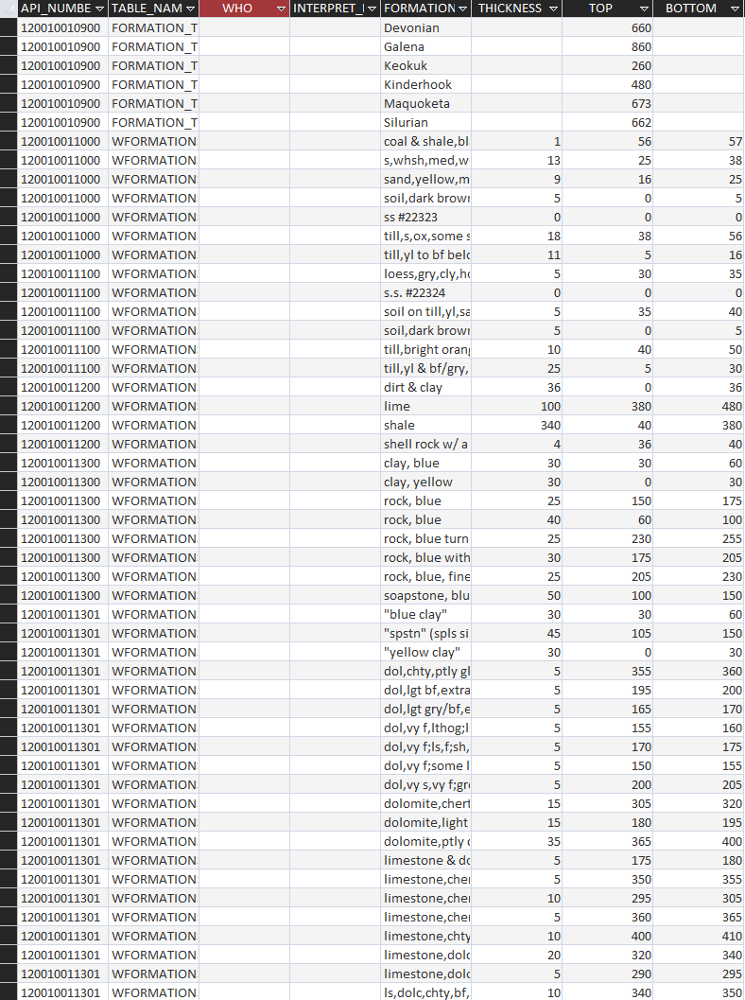 API_NUMBE TABLE_NAM WHO INTERPRET_ FORMATION THICKNESS TOP BOTTOM
120010010900 FORMATION_T Devonian 660
120010010900 FORMATION_T Galena 860
120010010900 FORMATION_T Keokuk 260
120010010900 FORMATION_T Kinderhook 480
120010010900 FORMATION_T Maquoketa 673
120010010900 FORMATION_T Silurian 662
120010011000 WFORMATION coal & shale,bl 1 56 57
120010011000 WFORMATION s,whsh,med,w 13 25 38
120010011000 WFORMATION sand,yellow,m 9 16 25
120010011000 WFORMATION soil,dark brow 5 0 5
120010011000 WFORMATION ss #22323 0 0 0
120010011000 WFORMATION till,s,ox,some s 18 38 56
120010011000 WFORMATION till,yl to bf belo 11 5 16
120010011100 WFORMATION loess,gry,cly,ho 5 30 35
120010011100 WFORMATION s.s. #22324 0 0 0
120010011100 WFORMATION soil on till,yl,sa 5 35 40
120010011100 WFORMATION soil,dark brow 5 0 5
120010011100 WFORMATION till,bright oran 10 40 50
120010011100 WFORMATION till,yl & bf/gry, 25 5 30
120010011200 WFORMATION dirt & clay 36 0 36
120010011200 WFORMATION lime 100 380 480
120010011200 WFORMATION shale 340 40 380
120010011200 WFORMATION shell rock w/ a 4 36 40
120010011300 WFORMATION clay, blue 30 30 60
120010011300 WFORMATION clay, yellow 30 0 30
120010011300 WFORMATION rock, blue 25 150 175
120010011300 WFORMATION rock, blue 40 60 100
120010011300 WFORMATION rock, blue turn 25 230 255
120010011300 WFORMATION rock, blue with 30 175 205
120010011300 WFORMATION rock, blue, fine 25 205 230
120010011300 WFORMATION soapstone, blu 50 100 150
120010011301 WFORMATION "blue clay" 30 30 60
120010011301 WFORMATION "spstn" (spls si 45 105 150
120010011301 WFORMATION "yellow clay" 30 0 30
120010011301 WFORMATION dol,chty,ptly gl 5 355 360
120010011301 WFORMATION dol,lgt bf,extra 5 195 200
120010011301 WFORMATION dol,lgt gry/bf,e 5 165 170
120010011301 WFORMATION dol,vy f,lthog;l 5 155 160
120010011301 WFORMATION dol,vy f;ls,f;sh, 5 170 175
120010011301 WFORMATION dol,vy f;some l 5 150 155
120010011301 WFORMATION dol,vy s,vy f;gr 5 200 205
120010011301 WFORMATION dolomite,chert 15 305 320
120010011301 WFORMATION dolomite,light 15 180 195
120010011301 WFORMATION dolomite,ptly c 35 365 400
120010011301 WFORMATION limestone & do 5 175 180
120010011301 WFORMATION limestone,che 5 350 355
120010011301 WFORMATION limestone,che 10 295 305
120010011301 WFORMATION limestone,che 5 360 365
120010011301 WFORMATION limestone,chty 10 400 410
120010011301 WFORMATION limestone,dolc 20 320 340
120010011301 WFORMATION limestone,dolc 5 290 295
120010011301 WFORMATION ls,dolc,chty,bf, 10 340 350